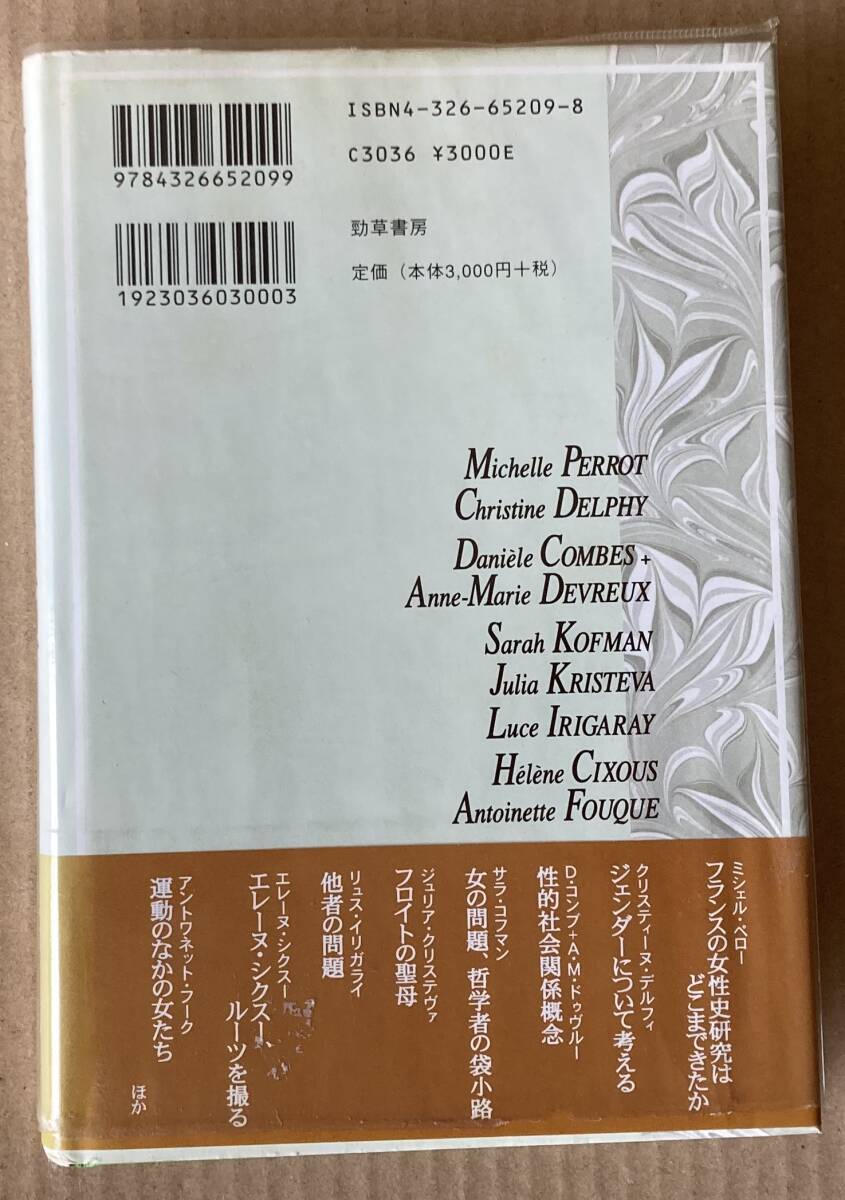 ISBN4-326-65209-8
C3036 ¥3000E
9784326652099
勁草書房
定価（本体3,000円＋税）
1923036030003
Michelle PERROT
Christine DELPHY
Danièle COMBES +
Anne-Marie DEVREUX
Sarah KOFMAN
Julia KRISTEVA
Luce IRIGARAY
Hélène CIXOUS
Antoinette FOUQUE
ミシェル・ペロー
フランスの女性史研究は
どこまできたか
クリスティーヌ・デルフィ
ジェンダーについて考える
D・コンブ＋A・M・ドゥヴルー
性的社会関係概念
サラ・コフマン
女の問題、哲学者の袋小路
ジュリア・クリステヴァ
フロイトの聖母
リュス・イリガライ
他者の問題
エレーヌ・シクスー
エレーヌ・シクスー、
ルーツを撮る
アントワネット・フーク
運動のなかの女たち
ほか